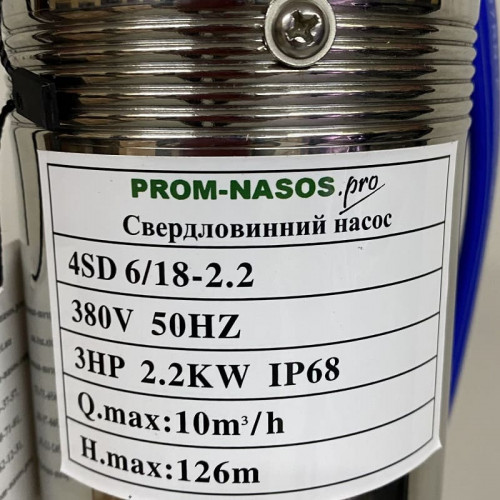 PROM-NASOS.pro
Свердловинний насос
4SD 6/18-2.2
380V 50HZ
3HP 2.2KW IP68
Q.max:10m³/h
H.max:126m